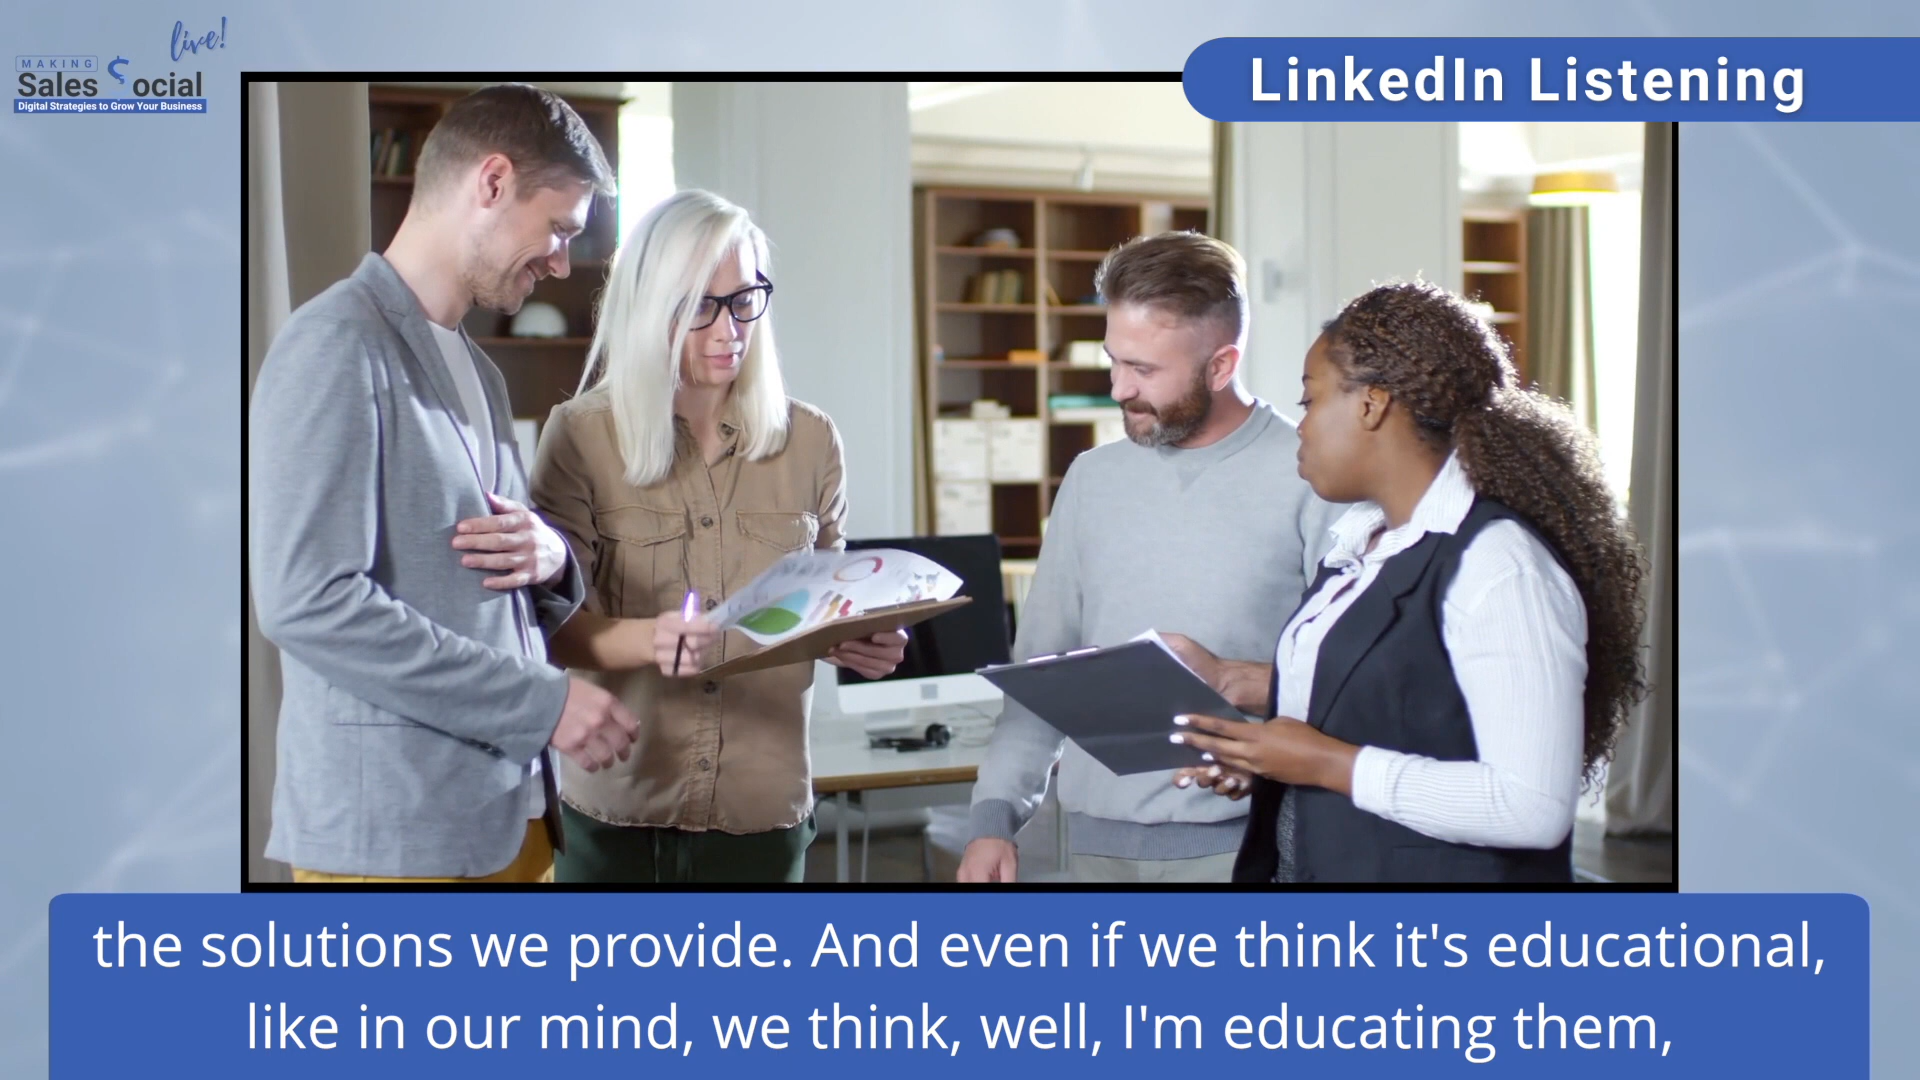 live!
MAKING
Sales Social
Digital Strategies to Grow Your Business
LinkedIn Listening
the solutions we provide. And even if we think it's educational,
like in our mind, we think, well, I'm educating them,